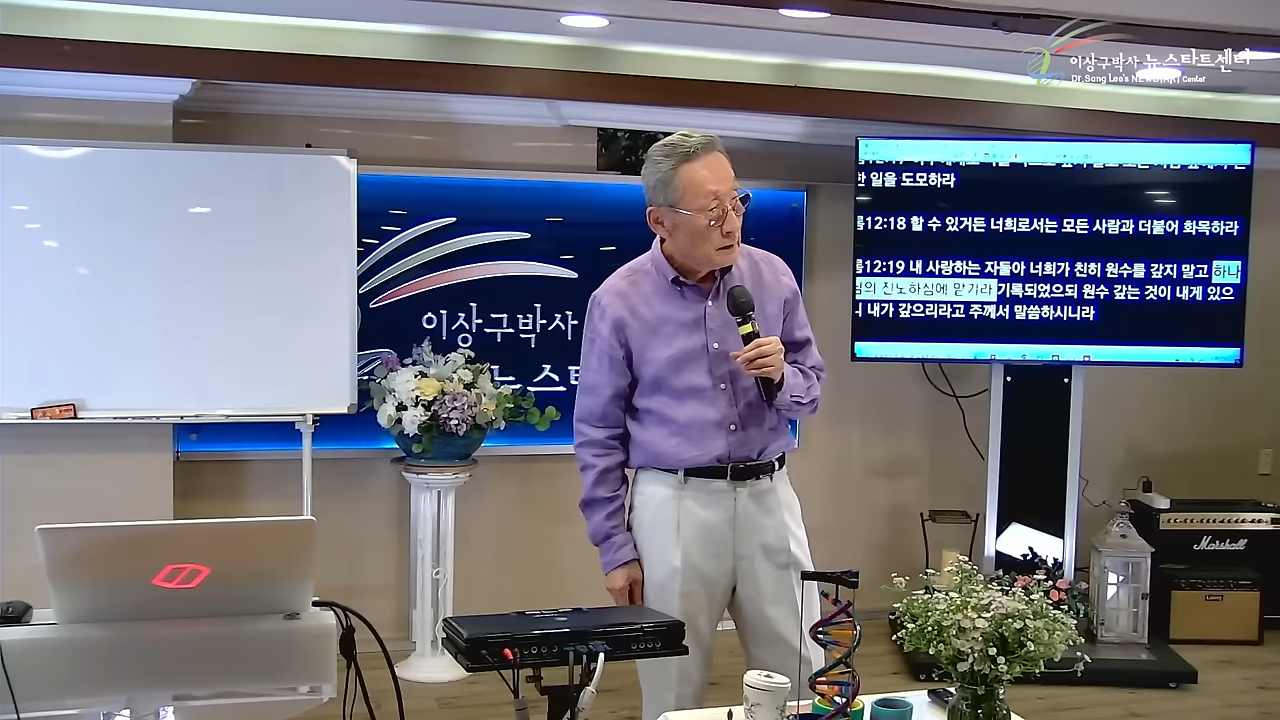 이상구박사 뉴스타트센터
Dr. Sang Lee's NEWSTART Center
한 일을 도모하라
롬12:18 할 수 있거든 너희로서는 모든 사람과 더불어 화목하라
롬12:19 내 사랑하는 자들아 너희가 친히 원수를 갚지 말고 하나
님의 진노하심에 맡기라 기록되었으되 원수 갚는 것이 내게 있으
니 내가 갚으리라고 주께서 말씀하시니라
이상구박사
뉴스타
Marshall
Laney